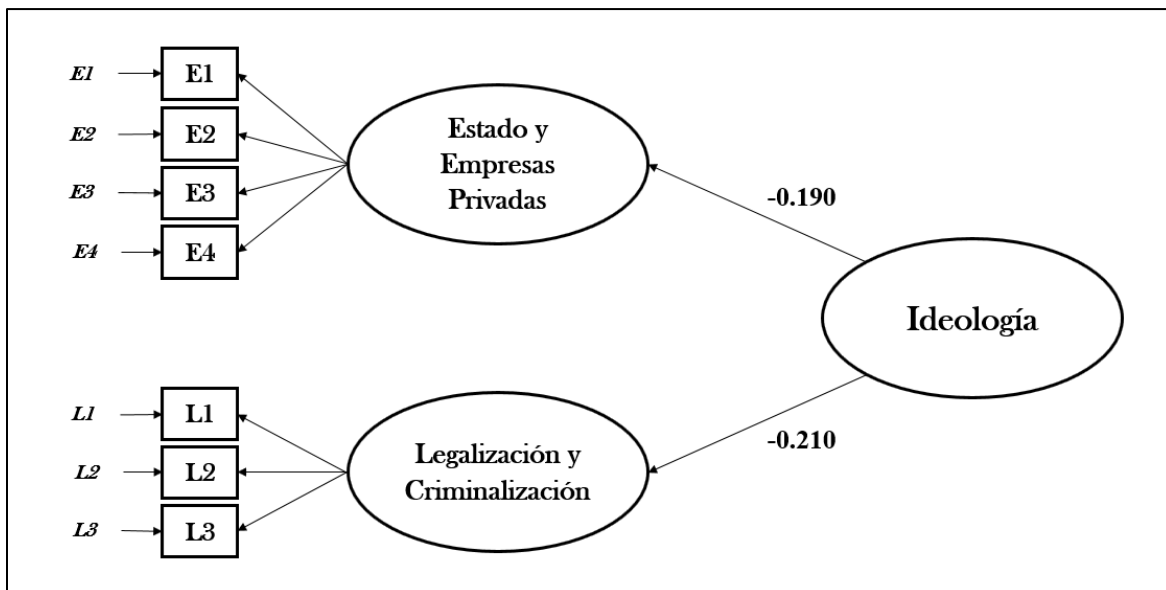 E1 E1
E2 E2
E3 E3
E4 E4
Estado y
Empresas
Privadas
-0.190
Ideología
-0.210
L1 L1
L2 L2
L3 L3
Legalización y
Criminalización